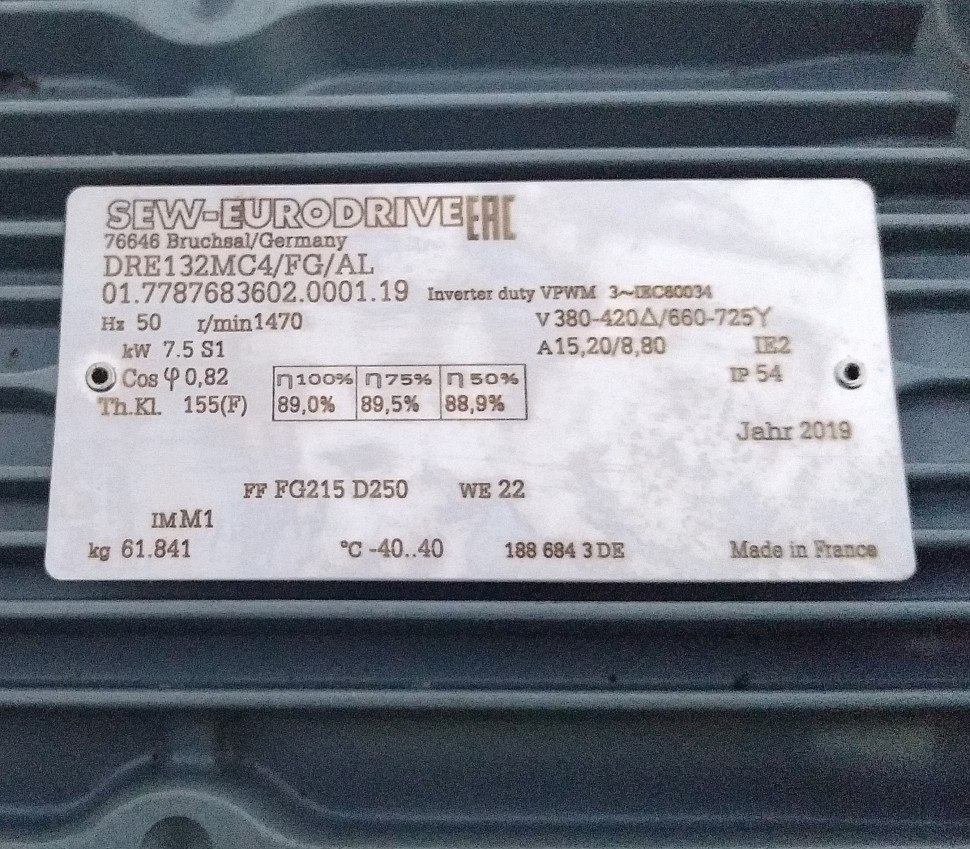 SEW-EURODRIVE EAC
76646 Bruchsal/Germany
DRE132MC4/FG/AL
01.7787683602.0001.19 Inverter duty VPWM 3~IEC60034
Hz 50 r/min1470 V 380-420Δ/660-725Y
kW 7.5 S1 A15,20/8,80 IE2
Cos φ 0,82 η100% η75% η50% IP 54
Th.Kl. 155(F) 89,0% 89,5% 88,9%
Jahr 2019
FF FG215 D250 WE 22
IM M1
kg 61.841 °C -40..40 188 684 3 DE Made in France